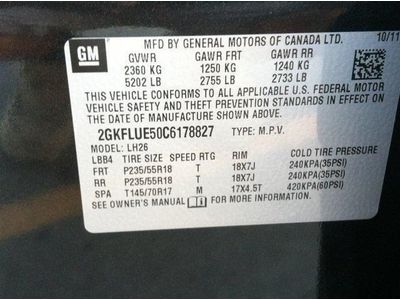 GM MFD BY GENERAL MOTORS OF CANADA LTD. 10/11
GVWR GAWR FRT GAWR RR
2360 KG 1250 KG 1240 KG
5202 LB 2755 LB 2733 LB
THIS VEHICLE CONFORMS TO ALL APPLICABLE U.S. FEDERAL MOTOR
VEHICLE SAFETY
THEFT PREVENTION STANDARDS IN EFFECT ON THE
DATE OF MANUFACTURE SHOWN ABOVE.
2GKFLUE50C6178827 TYPE: M.P.V.
MODEL: LH26
LBB4 TIRE SIZE SPEED RTG RIM COLD TIRE PRESSURE
FRT P235/55R18 T 18X7J 240KPA(35PSI)
RR P235/55R18 T 18X7J 240KPA(35PSI)
SPA T145/70R17 M 17X4.5T 420KPA(60PSI)
SEE OWNER'S MANUAL FOR MORE INFORMATION.